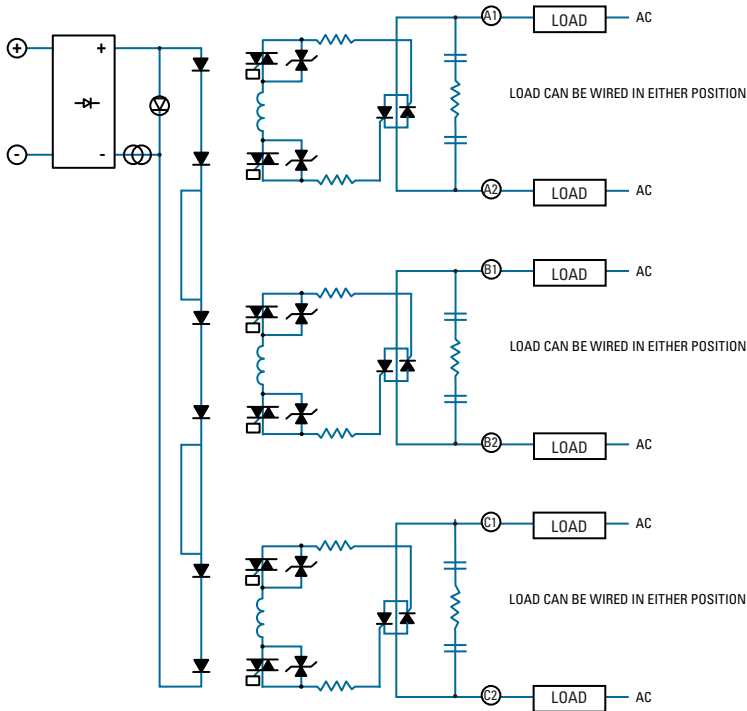 A1 LOAD AC
+ +
LOAD CAN BE WIRED IN EITHER POSITION
- -
A2 LOAD AC
B1 LOAD AC
LOAD CAN BE WIRED IN EITHER POSITION
B2 LOAD AC
C1 LOAD AC
LOAD CAN BE WIRED IN EITHER POSITION
C2 LOAD AC